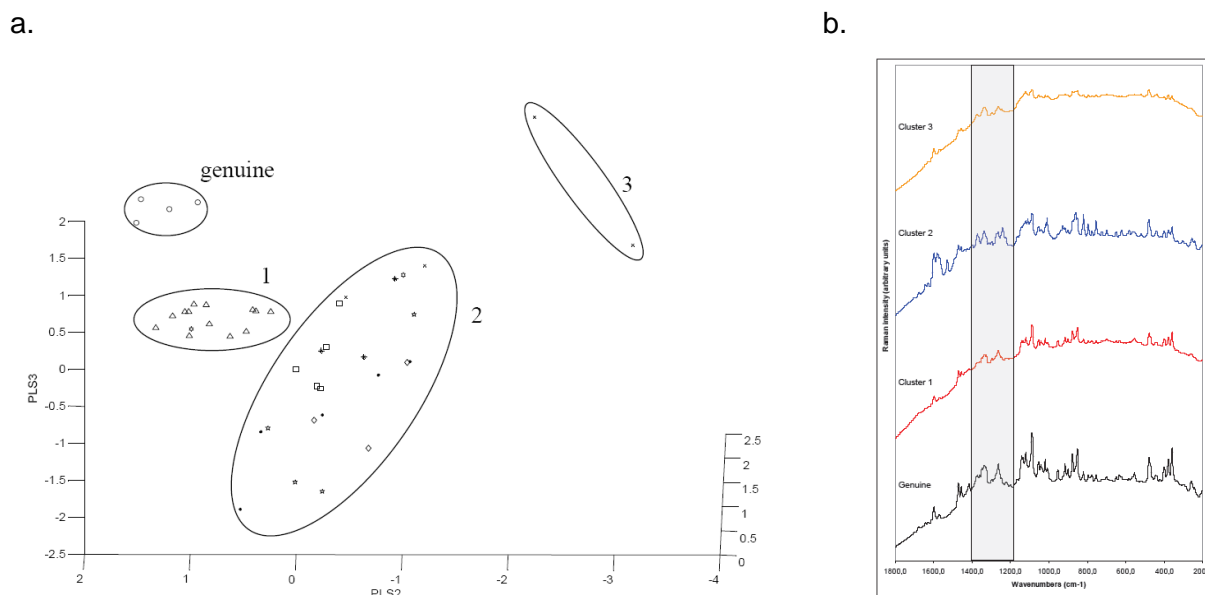 a.
b.
genuine
1
2
3
2
1.5
1
0.5
0
-0.5
-1
-1.5
-2
-2.5
PLS3
2.5
2
1.5
1
0.5
0
2
1
0
-1
-2
-3
-4
PLS2
Raman Intensity (arbitrary units)
Cluster 3
Cluster 2
Cluster 1
Genuine
1800,0 1600,0 1400,0 1200,0 1000,0 800,0 600,0 400,0 200
Wavenumbers (cm-1)